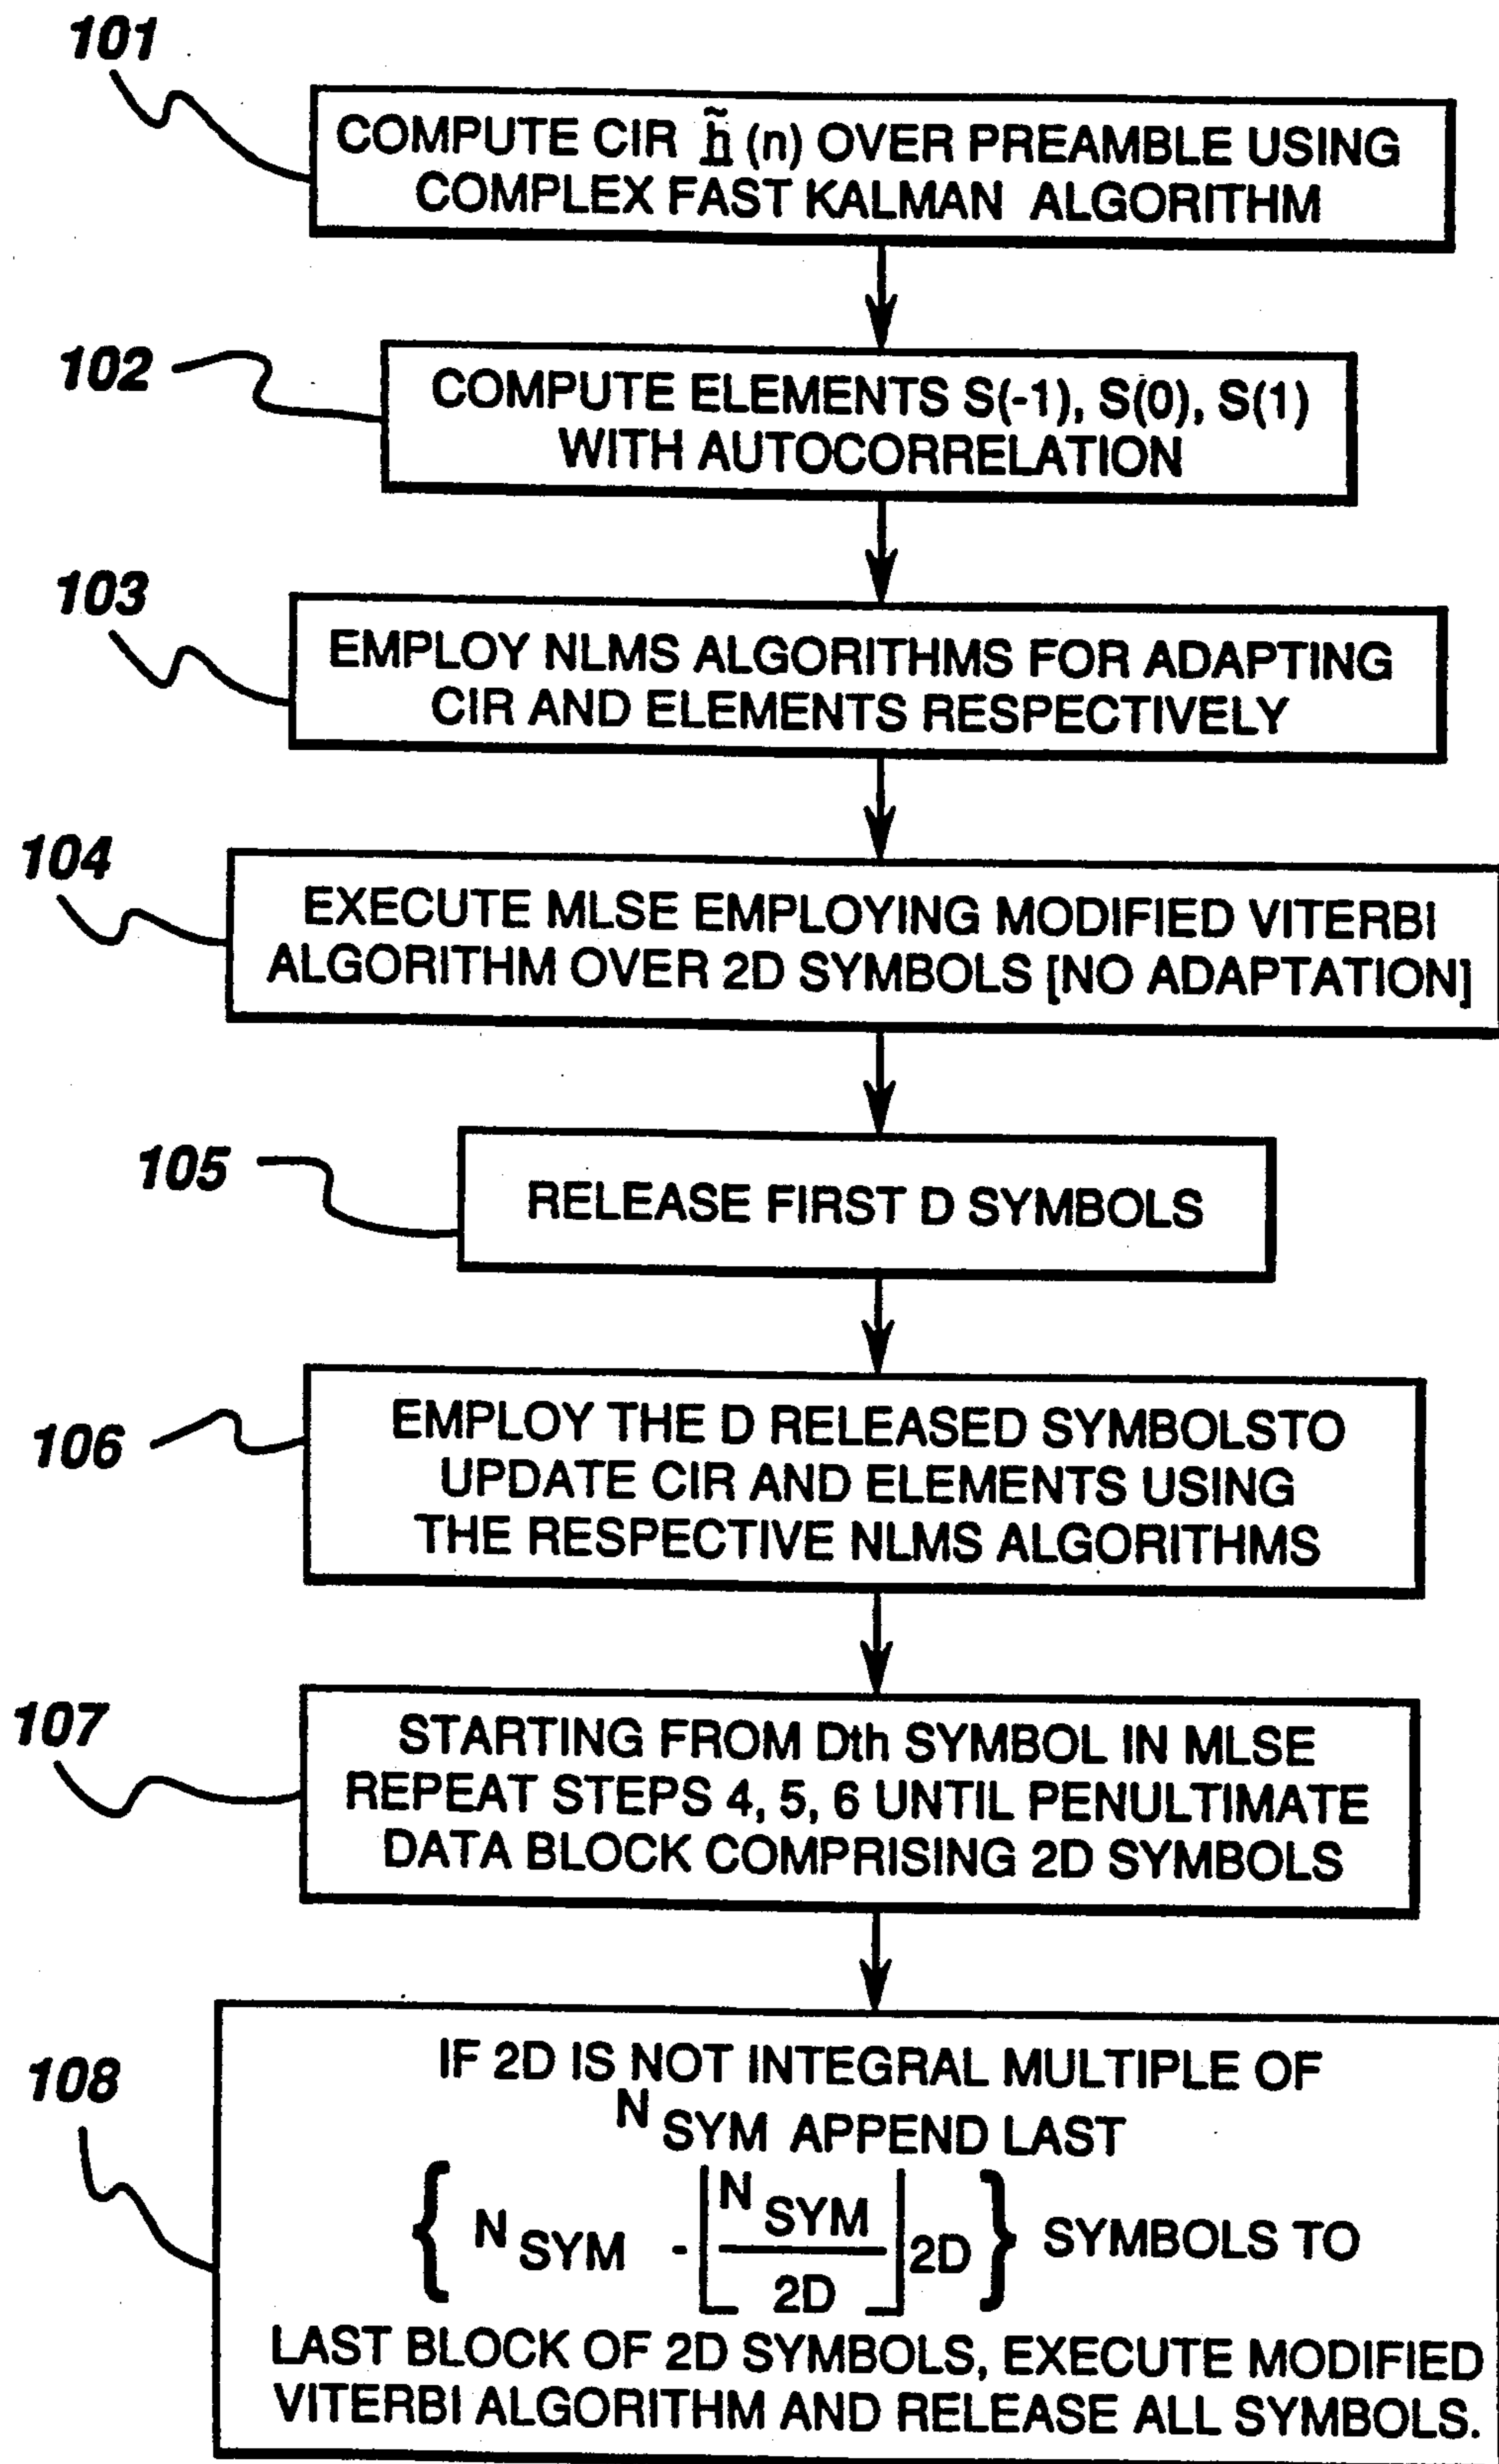 101
COMPUTE CIR h̃ (n) OVER PREAMBLE USING
COMPLEX FAST KALMAN ALGORITHM
102
COMPUTE ELEMENTS S(-1), S(0), S(1)
WITH AUTOCORRELATION
103
EMPLOY NLMS ALGORITHMS FOR ADAPTING
CIR AND ELEMENTS RESPECTIVELY
104
EXECUTE MLSE EMPLOYING MODIFIED VITERBI
ALGORITHM OVER 2D SYMBOLS [NO ADAPTATION]
105
RELEASE FIRST D SYMBOLS
106
EMPLOY THE D RELEASED SYMBOLSTO
UPDATE CIR AND ELEMENTS USING
THE RESPECTIVE NLMS ALGORITHMS
107
STARTING FROM Dth SYMBOL IN MLSE
REPEAT STEPS 4, 5, 6 UNTIL PENULTIMATE
DATA BLOCK COMPRISING 2D SYMBOLS
108
IF 2D IS NOT INTEGRAL MULTIPLE OF
N SYM APPEND LAST
{ N SYM - ⌊ N SYM / 2D ⌋ 2D } SYMBOLS TO
LAST BLOCK OF 2D SYMBOLS, EXECUTE MODIFIED
VITERBI ALGORITHM AND RELEASE ALL SYMBOLS.